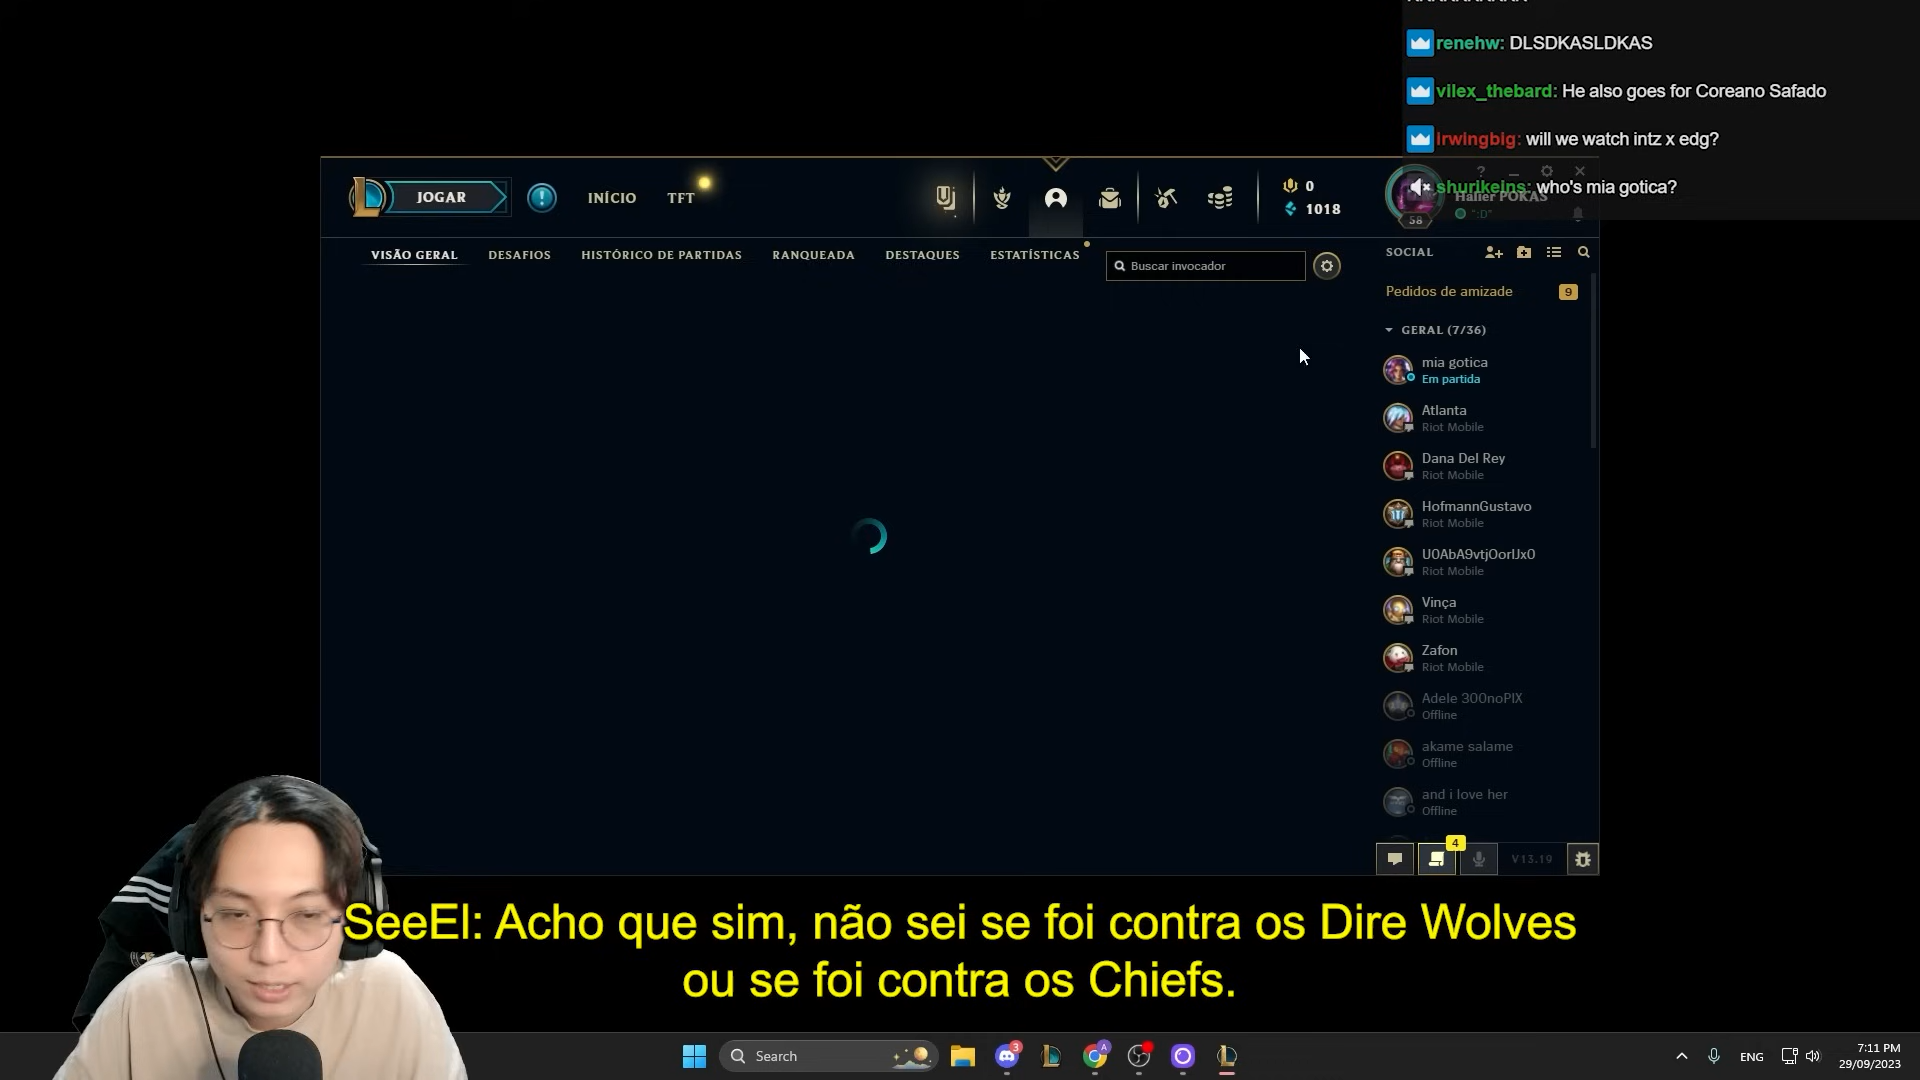 renehw: DLSDKASLDKAS
vilex_thebard: He also goes for Coreano Safado
irwingbig: will we watch intz x edg?
shurikeins: who's mia gotica?
JOGAR
INÍCIO
TFT
0
1018
58
Halier POKAS
":D"
VISÃO GERAL
DESAFIOS
HISTÓRICO DE PARTIDAS
RANQUEADA
DESTAQUES
ESTATÍSTICAS
Buscar invocador
SOCIAL
Pedidos de amizade
9
GERAL (7/36)
mia gotica
Em partida
Atlanta
Riot Mobile
Dana Del Rey
Riot Mobile
HofmannGustavo
Riot Mobile
Riot Mobile
Vinça
Riot Mobile
Zafon
Riot Mobile
Adele 300noPIX
Offline
akame salame
Offline
and i love her
Offline
4
V13.19
SeeEl: Acho que sim, não sei se foi contra os Dire Wolves
ou se foi contra os Chiefs.
Search
3
A
ENG
7:11 PM
29/09/2023